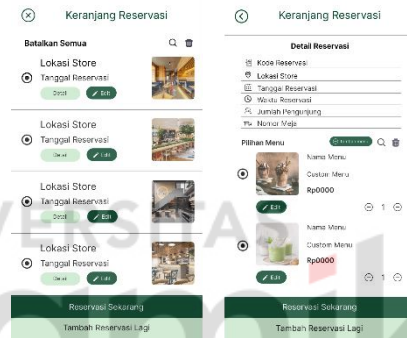 Keranjang Reservasi
Batalkan Semua
Lokasi Store
Tanggal Reservasi
Detail
Edit
Lokasi Store
Tanggal Reservasi
Detail
Edit
Lokasi Store
Tanggal Reservasi
Detail
Edit
Lokasi Store
Tanggal Reservasi
Detail
Edit
Reservasi Sekarang
Tambah Reservasi Lagi
Keranjang Reservasi
Detail Reservasi
Kode Reservasi
Lokasi Store
Tanggal Reservasi
Waktu Reservasi
Jumlah Pengunjung
Nomor Meja
Pilihan Menu
Nama Menu
Custom Menu
Rp0000
Edit
1
Nama Menu
Custom Menu
Rp0000
Edit
1
Reservasi Sekarang
Tambah Reservasi Lagi